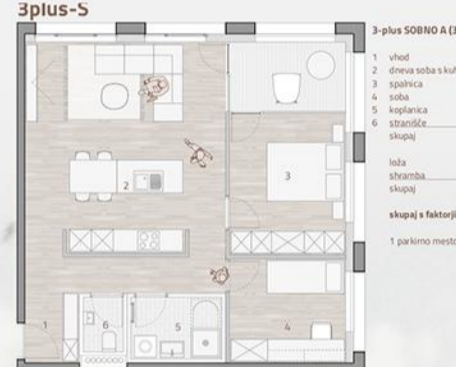 3plus-S
3-plus SOBNO A (3
1 vhod
2 dneva soba s kuh
3 spalnica
4 soba
5 koplanica
6 stranišče
skupaj
loža
shramba
skupaj
skupaj s faktorji
1 parkirno mesto
2
3
1
6
5
4